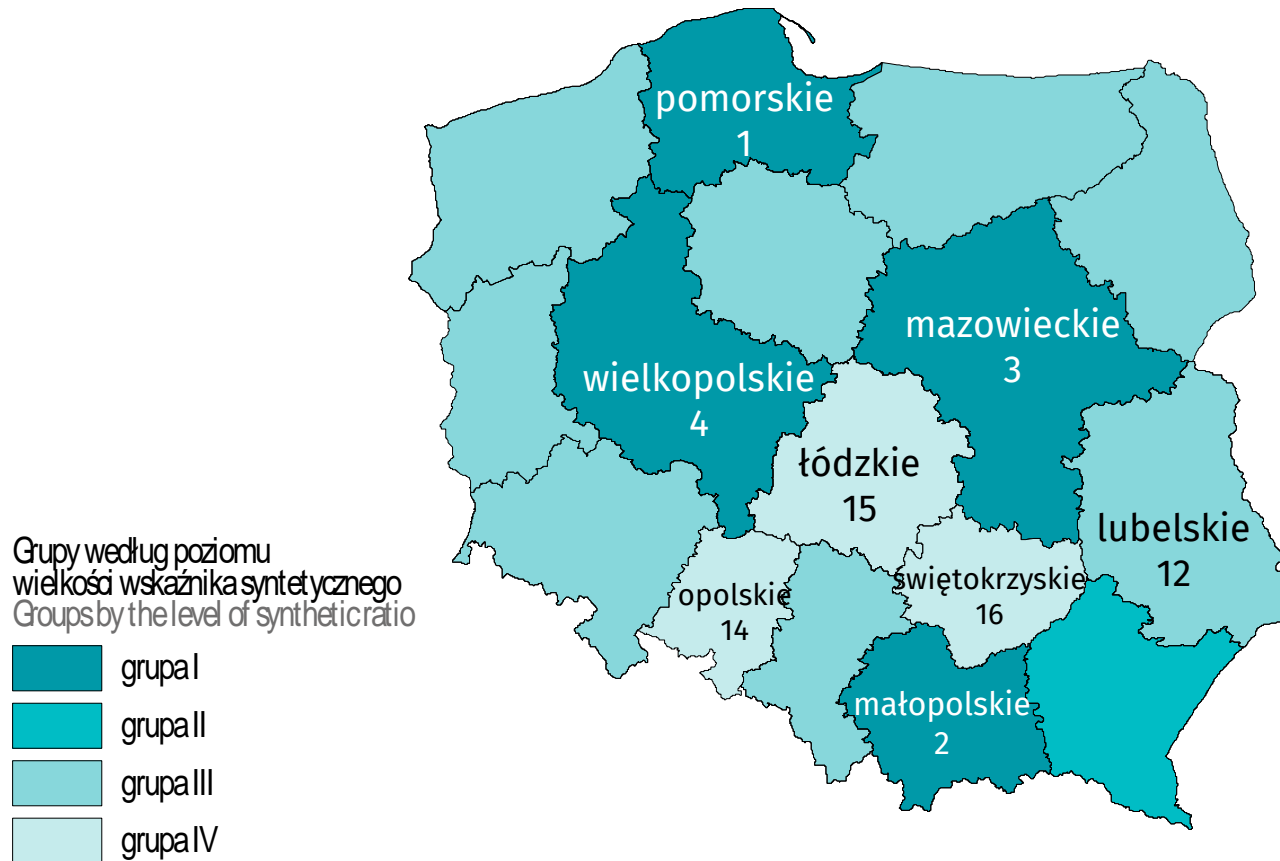 pomorskie
1
mazowieckie
3
wielkopolskie
4
łódzkie
15
lubelskie
12
świętokrzyskie
16
opolskie
14
małopolskie
2
Grupy według poziomu
wielkości wskaźnika syntetycznego
Groups by the level of synthetic ratio
grupa I
grupa II
grupa III
grupa IV